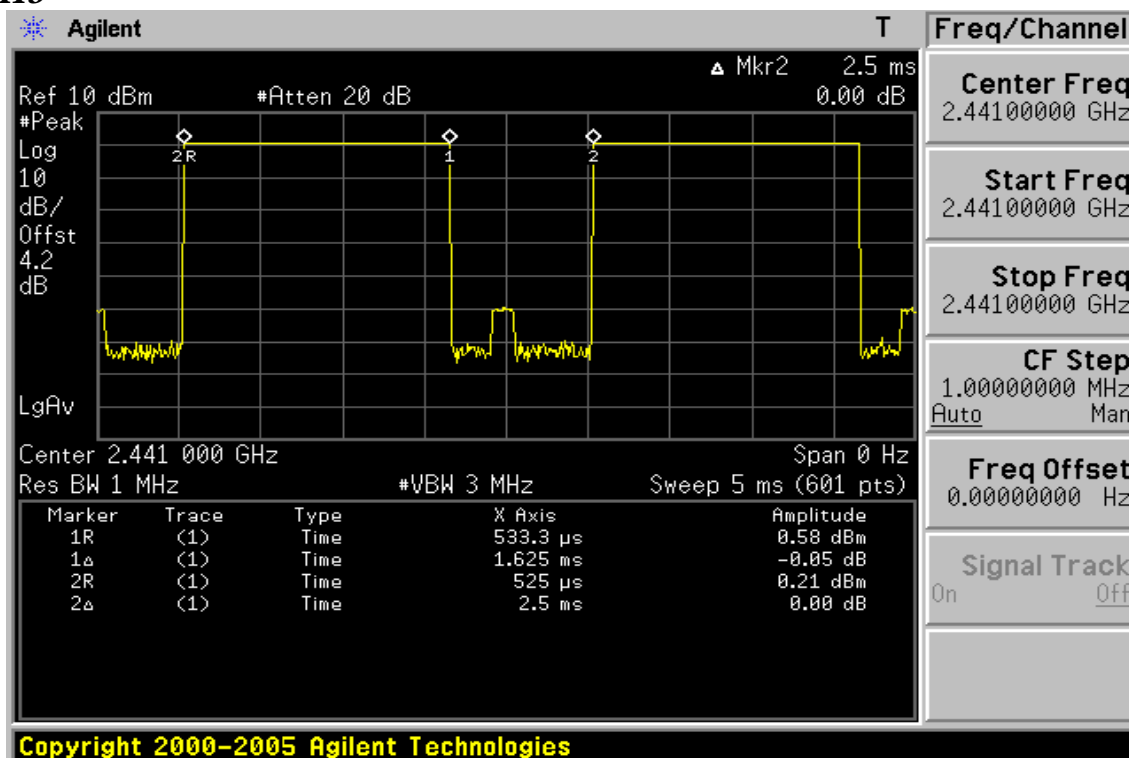 Agilent T Freq/Channel
Mkr2 2.5 ms
Ref 10 dBm #Atten 20 dB 0.00 dB
#Peak
Log
10
dB/
Offst
4.2
dB
LgAv
2R 1 2
Center 2.441 000 GHz Span 0 Hz
Res BW 1 MHz #VBW 3 MHz Sweep 5 ms (601 pts)
Marker Trace Type X Axis Amplitude
1R (1) Time 533.3 µs 0.58 dBm
1Δ (1) Time 1.625 ms -0.05 dB
2R (1) Time 525 µs 0.21 dBm
2Δ (1) Time 2.5 ms 0.00 dB
Center Freq
2.44100000 GHz
Start Freq
2.44100000 GHz
Stop Freq
2.44100000 GHz
CF Step
1.00000000 MHz
Auto Man
Freq Offset
0.00000000 Hz
Signal Track
On Off
Copyright 2000-2005 Agilent Technologies